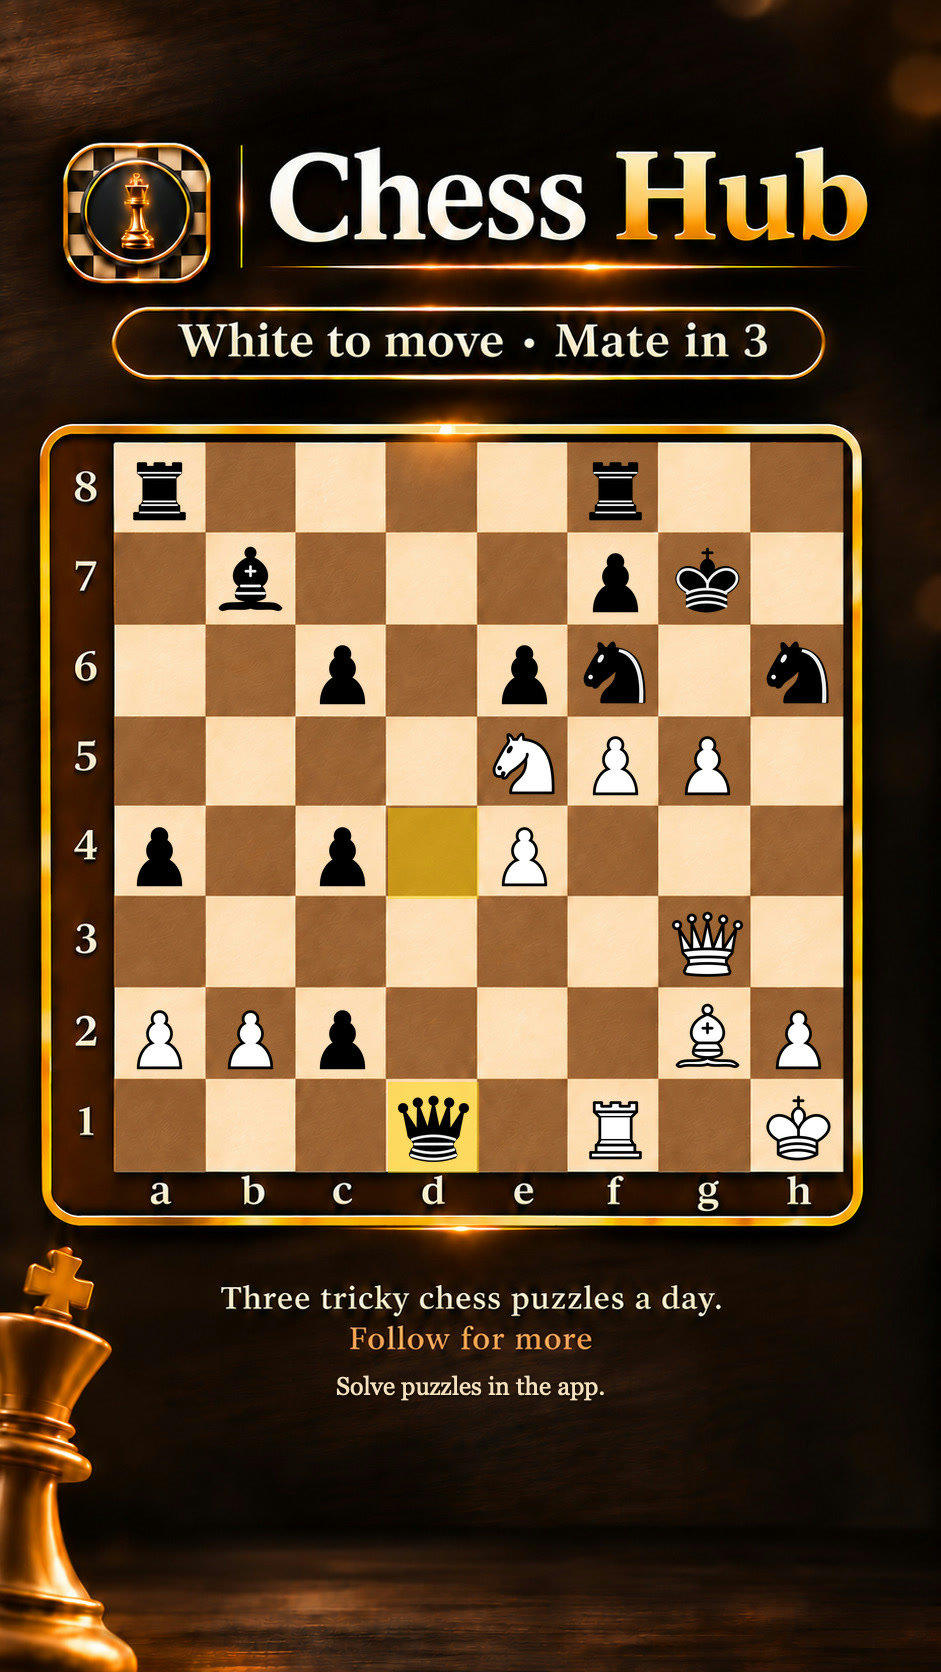 Chess Hub
White to move • Mate in 3
8
7
6
5
4
3
2
1
a b c d e f g h
Three tricky chess puzzles a day.
Follow for more
Solve puzzles in the app.